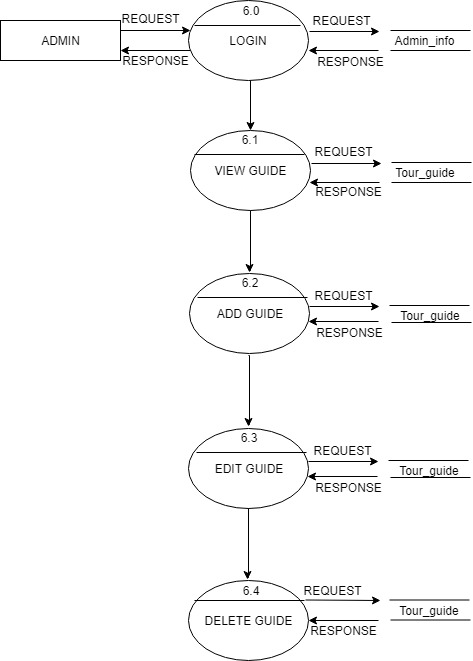 REQUEST
6.0
REQUEST
ADMIN
LOGIN
Admin_info
RESPONSE
RESPONSE
6.1
REQUEST
VIEW GUIDE
Tour_guide
RESPONSE
6.2
REQUEST
ADD GUIDE
Tour_guide
RESPONSE
6.3
REQUEST
EDIT GUIDE
Tour_guide
RESPONSE
6.4
REQUEST
DELETE GUIDE
Tour_guide
RESPONSE